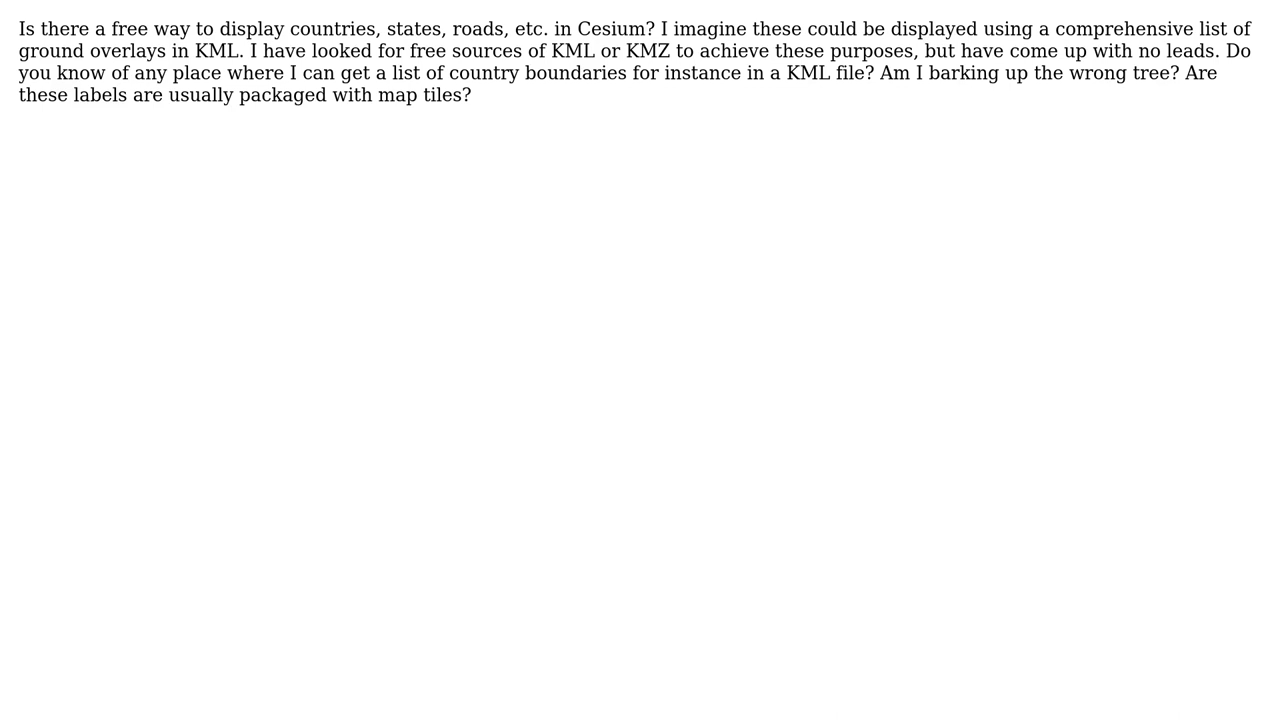 Is there a free way to display countries, states, roads, etc. in Cesium? I imagine these could be displayed using a comprehensive list of
ground overlays in KML. I have looked for free sources of KML or KMZ to achieve these purposes, but have come up with no leads. Do
you know of any place where I can get a list of country boundaries for instance in a KML file? Am I barking up the wrong tree? Are
these labels are usually packaged with map tiles?